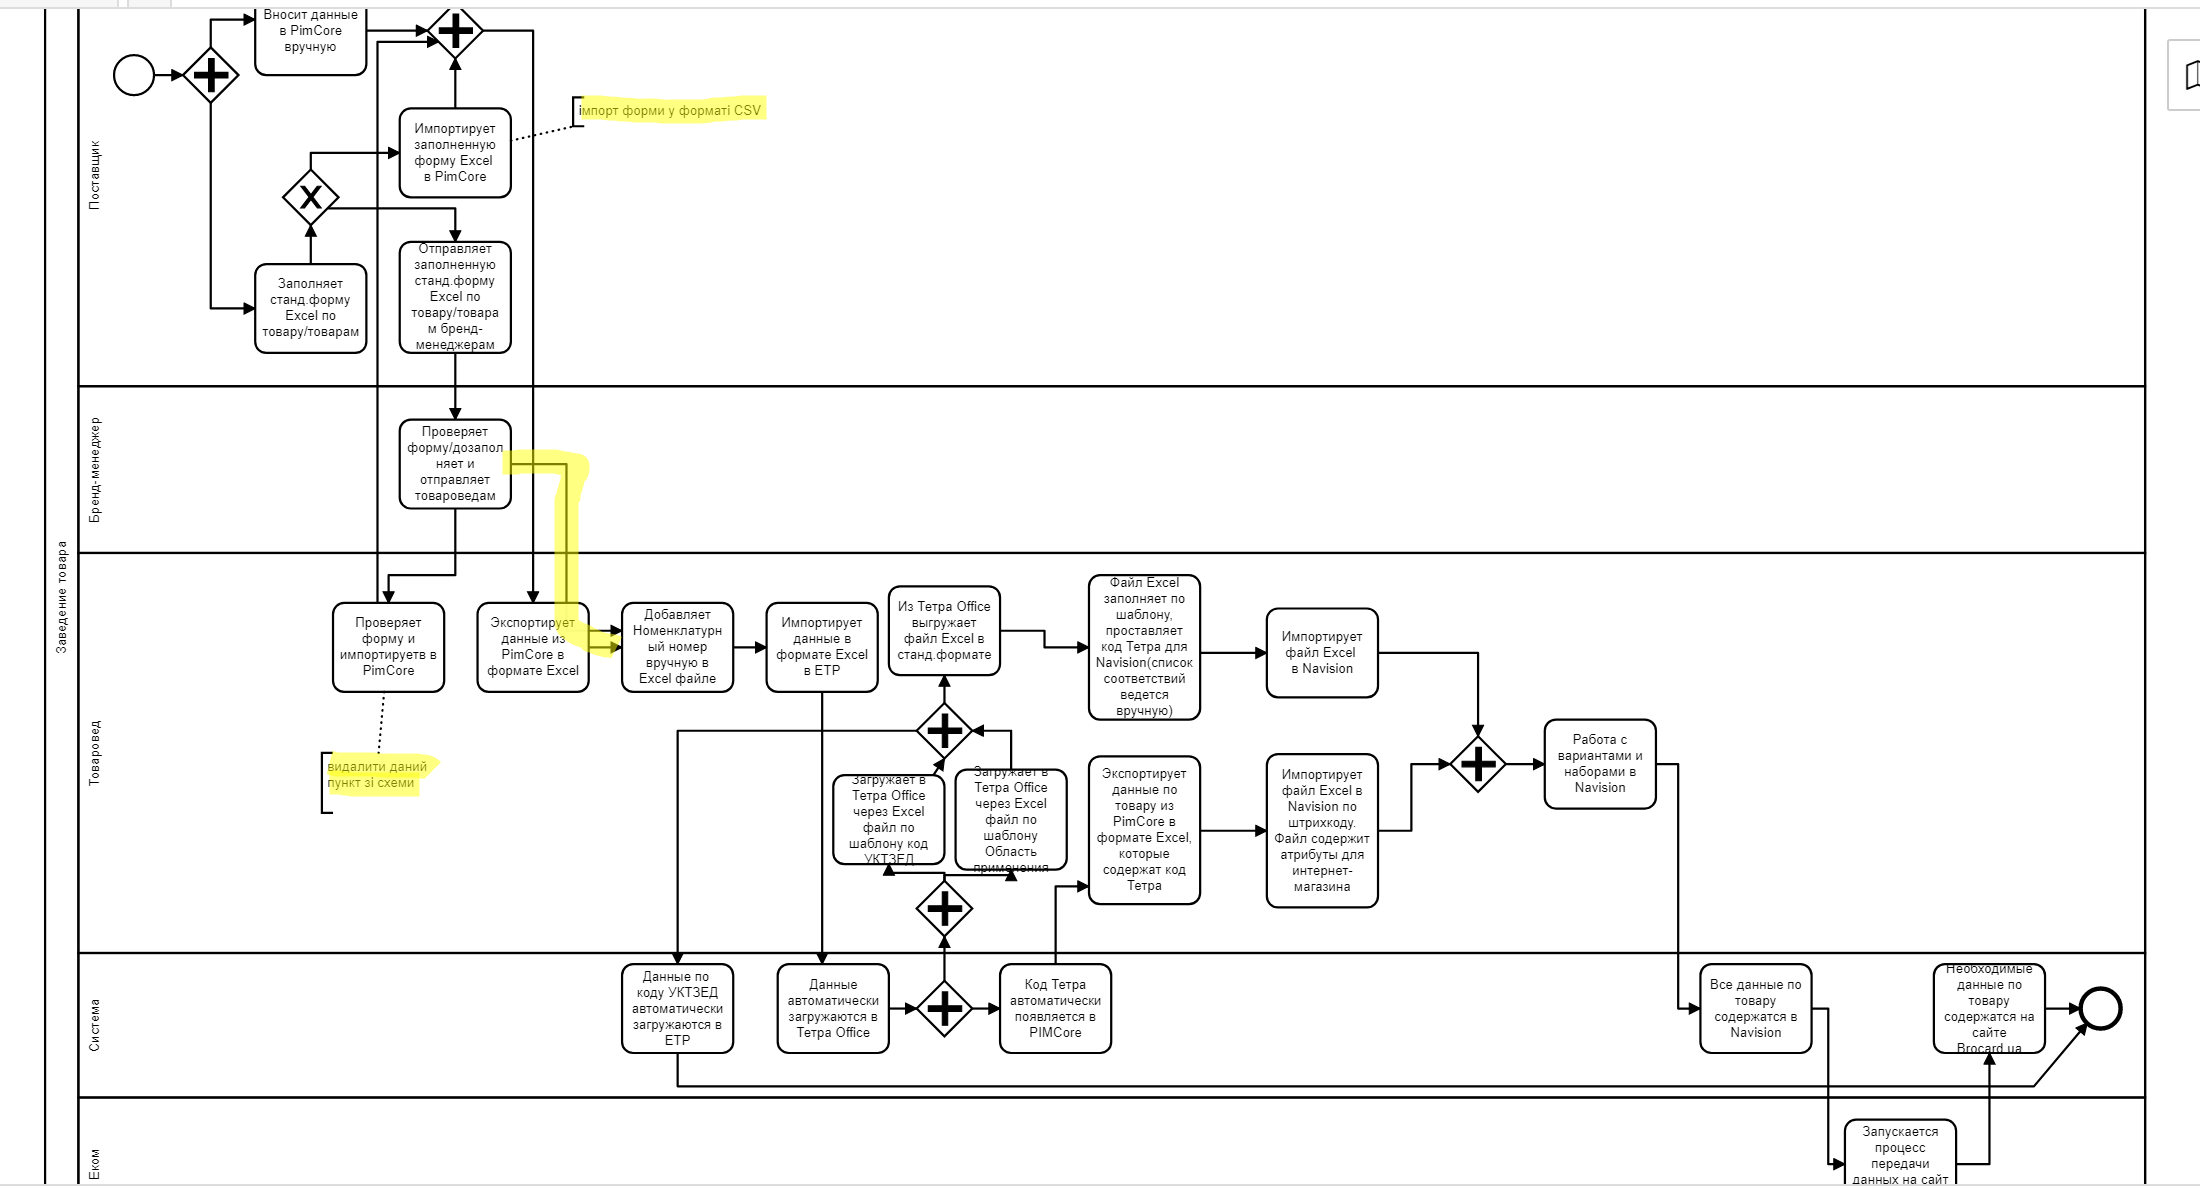 Заведение товара
Поставщик
Вносит данные
в PimCore
вручную
імпорт форми у форматі CSV
Импортирует
заполненную
форму Excel
в PimCore
X
Заполняет
станд.форму
Excel по
товару/товарам
Отправляет
заполненную
станд.форму
Excel по
товару/товара
м бренд-
менеджерам
Бренд-менеджер
Проверяет
форму/дозапол
няет и
отправляет
товароведам
Товаровед
Проверяет
форму и
импортируетв в
PimCore
видалити даний
пункт зі схеми
Экспортирует
данные из
PimCore в
формате Excel
Добавляет
Номенклатурн
ый номер
вручную в
Excel файле
Импортирует
данные в
формате Excel
в ЕТР
Из Тетра Office
выгружает
файл Excel в
станд.формате
Файл Excel
заполняет по
шаблону,
проставляет
код Тетра для
Navision(список
соответствий
ведется
вручную)
Импортирует
файл Excel
в Navision
Загружает в
Тетра Office
через Excel
файл по
шаблону код
УКТЗЕД
Загружает в
Тетра Office
через Excel
файл по
шаблону
Область
применения
Экспортирует
данные по
товару из
PimCore в
формате Excel,
которые
содержат код
Тетра
Импортирует
файл Excel в
Navision по
штрихкоду.
Файл содержит
атрибуты для
интернет-
магазина
Работа с
вариантами и
наборами в
Navision
Система
Данные по
коду УКТЗЕД
автоматически
загружаются в
ЕТР
Данные
автоматически
загружаются в
Тетра Office
Код Тетра
автоматически
появляется в
PIMCore
Все данные по
товару
содержатся в
Navision
Необходимые
данные по
товару
содержатся на
сайте
Brocard.ua
Еком
Запускается
процесс
передачи
данных на сайт